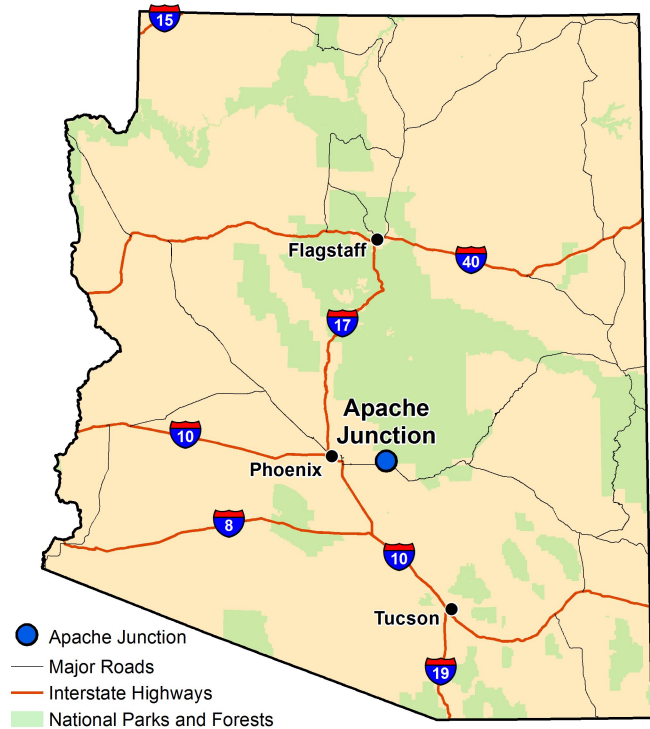 15
Flagstaff
40
17
Apache
Junction
10
Phoenix
8
10
Tucson
19
Apache Junction
Major Roads
Interstate Highways
National Parks and Forests